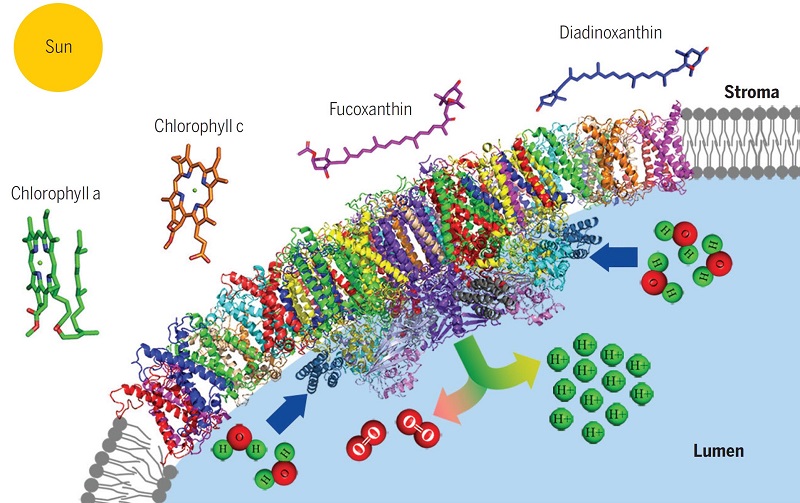 Sun
Diadinoxanthin
Stroma
Fucoxanthin
Chlorophyll c
Chlorophyll a
H
O
H
H
O
H
O
H
H+
H+
H+
H+
H+
H+
H+
H+
H+
H+
H+
H+
O=O
O=O
H
O
H
H
O
H
Lumen